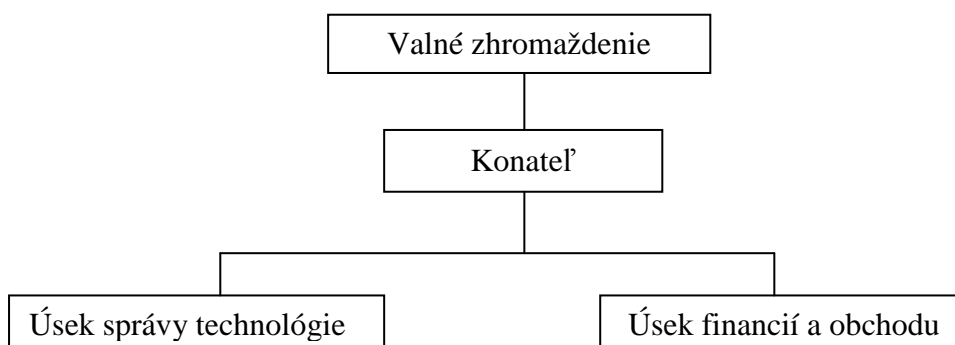 Valné zhromaždenie
Konateľ
Úsek správy technológie
Úsek financií a obchodu